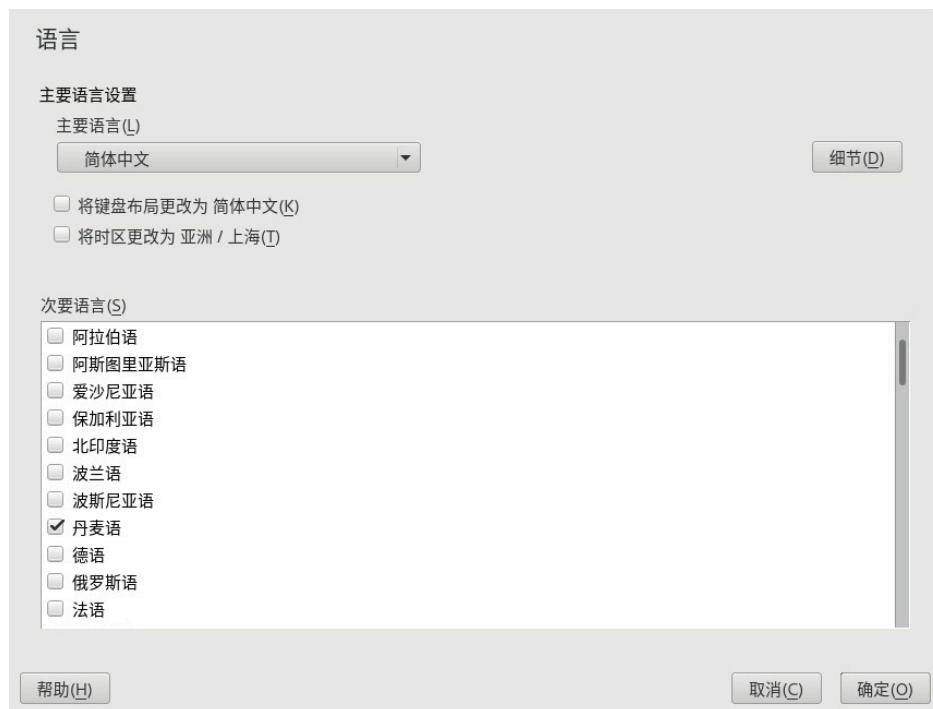 语言
主要语言设置
主要语言(L)
简体中文
细节(D)
将键盘布局更改为 简体中文(K)
将时区更改为 亚洲 / 上海(T)
次要语言(S)
阿拉伯语
阿斯图里亚斯语
爱沙尼亚语
保加利亚语
北印度语
波兰语
波斯尼亚语
丹麦语
德语
俄罗斯语
法语
帮助(H)
取消(C)
确定(O)